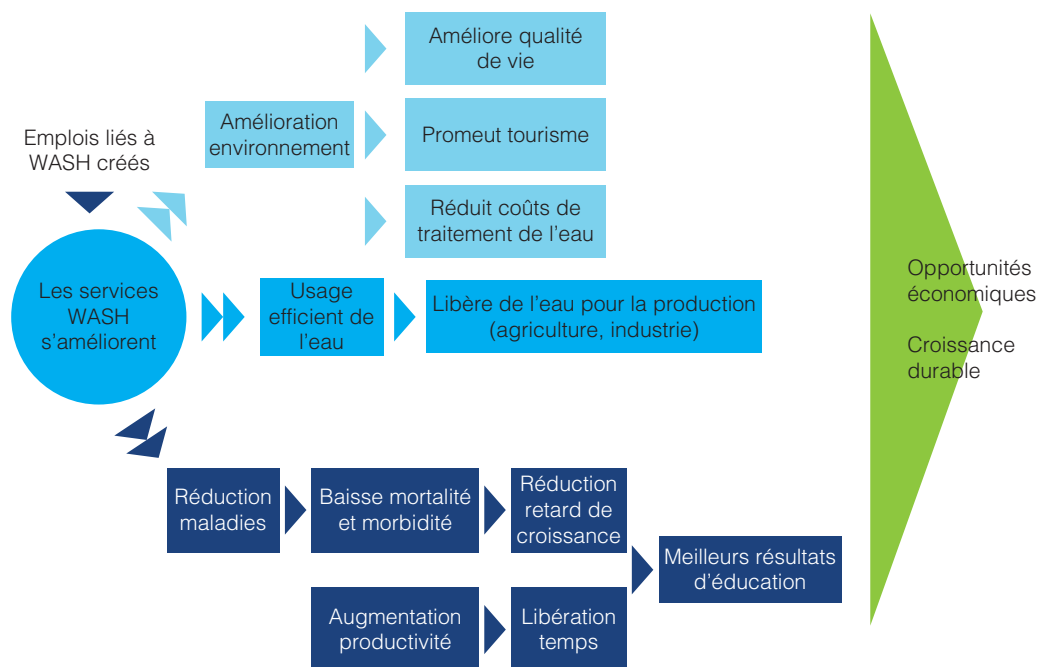 Améliore qualité
de vie
Amélioration
environnement
Promeut tourisme
Emplois liés à
WASH créés
Réduit coûts de
traitement de l’eau
Les services
WASH
s’améliorent
Usage
efficient de
l’eau
Libère de l’eau pour la production
(agriculture, industrie)
Opportunités
économiques
Croissance
durable
Réduction
maladies
Baisse mortalité
et morbidité
Réduction
retard de
croissance
Meilleurs résultats
d’éducation
Augmentation
productivité
Libération
temps